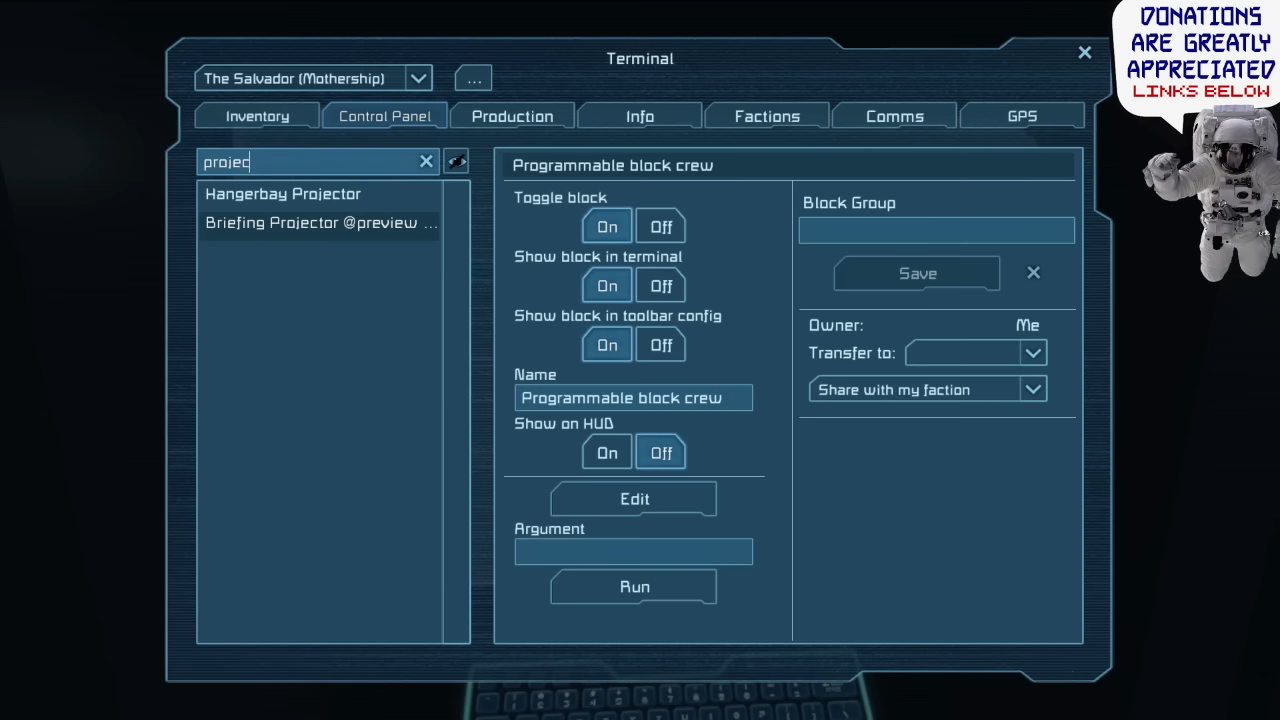 DONATIONS
ARE GREATLY
APPRECIATED
LINKS BELOW
Terminal
The Salvador (Mothership)
...
Inventory
Control Panel
Production
Info
Factions
Comms
GPS
projec
Hangerbay Projector
Briefing Projector @preview ...
Programmable block crew
Toggle block
On Off
Show block in terminal
On Off
Show block in toolbar config
On Off
Name
Programmable block crew
Show on HUD
On Off
Edit
Argument
Run
Block Group
Save
Owner: Me
Transfer to:
Share with my faction